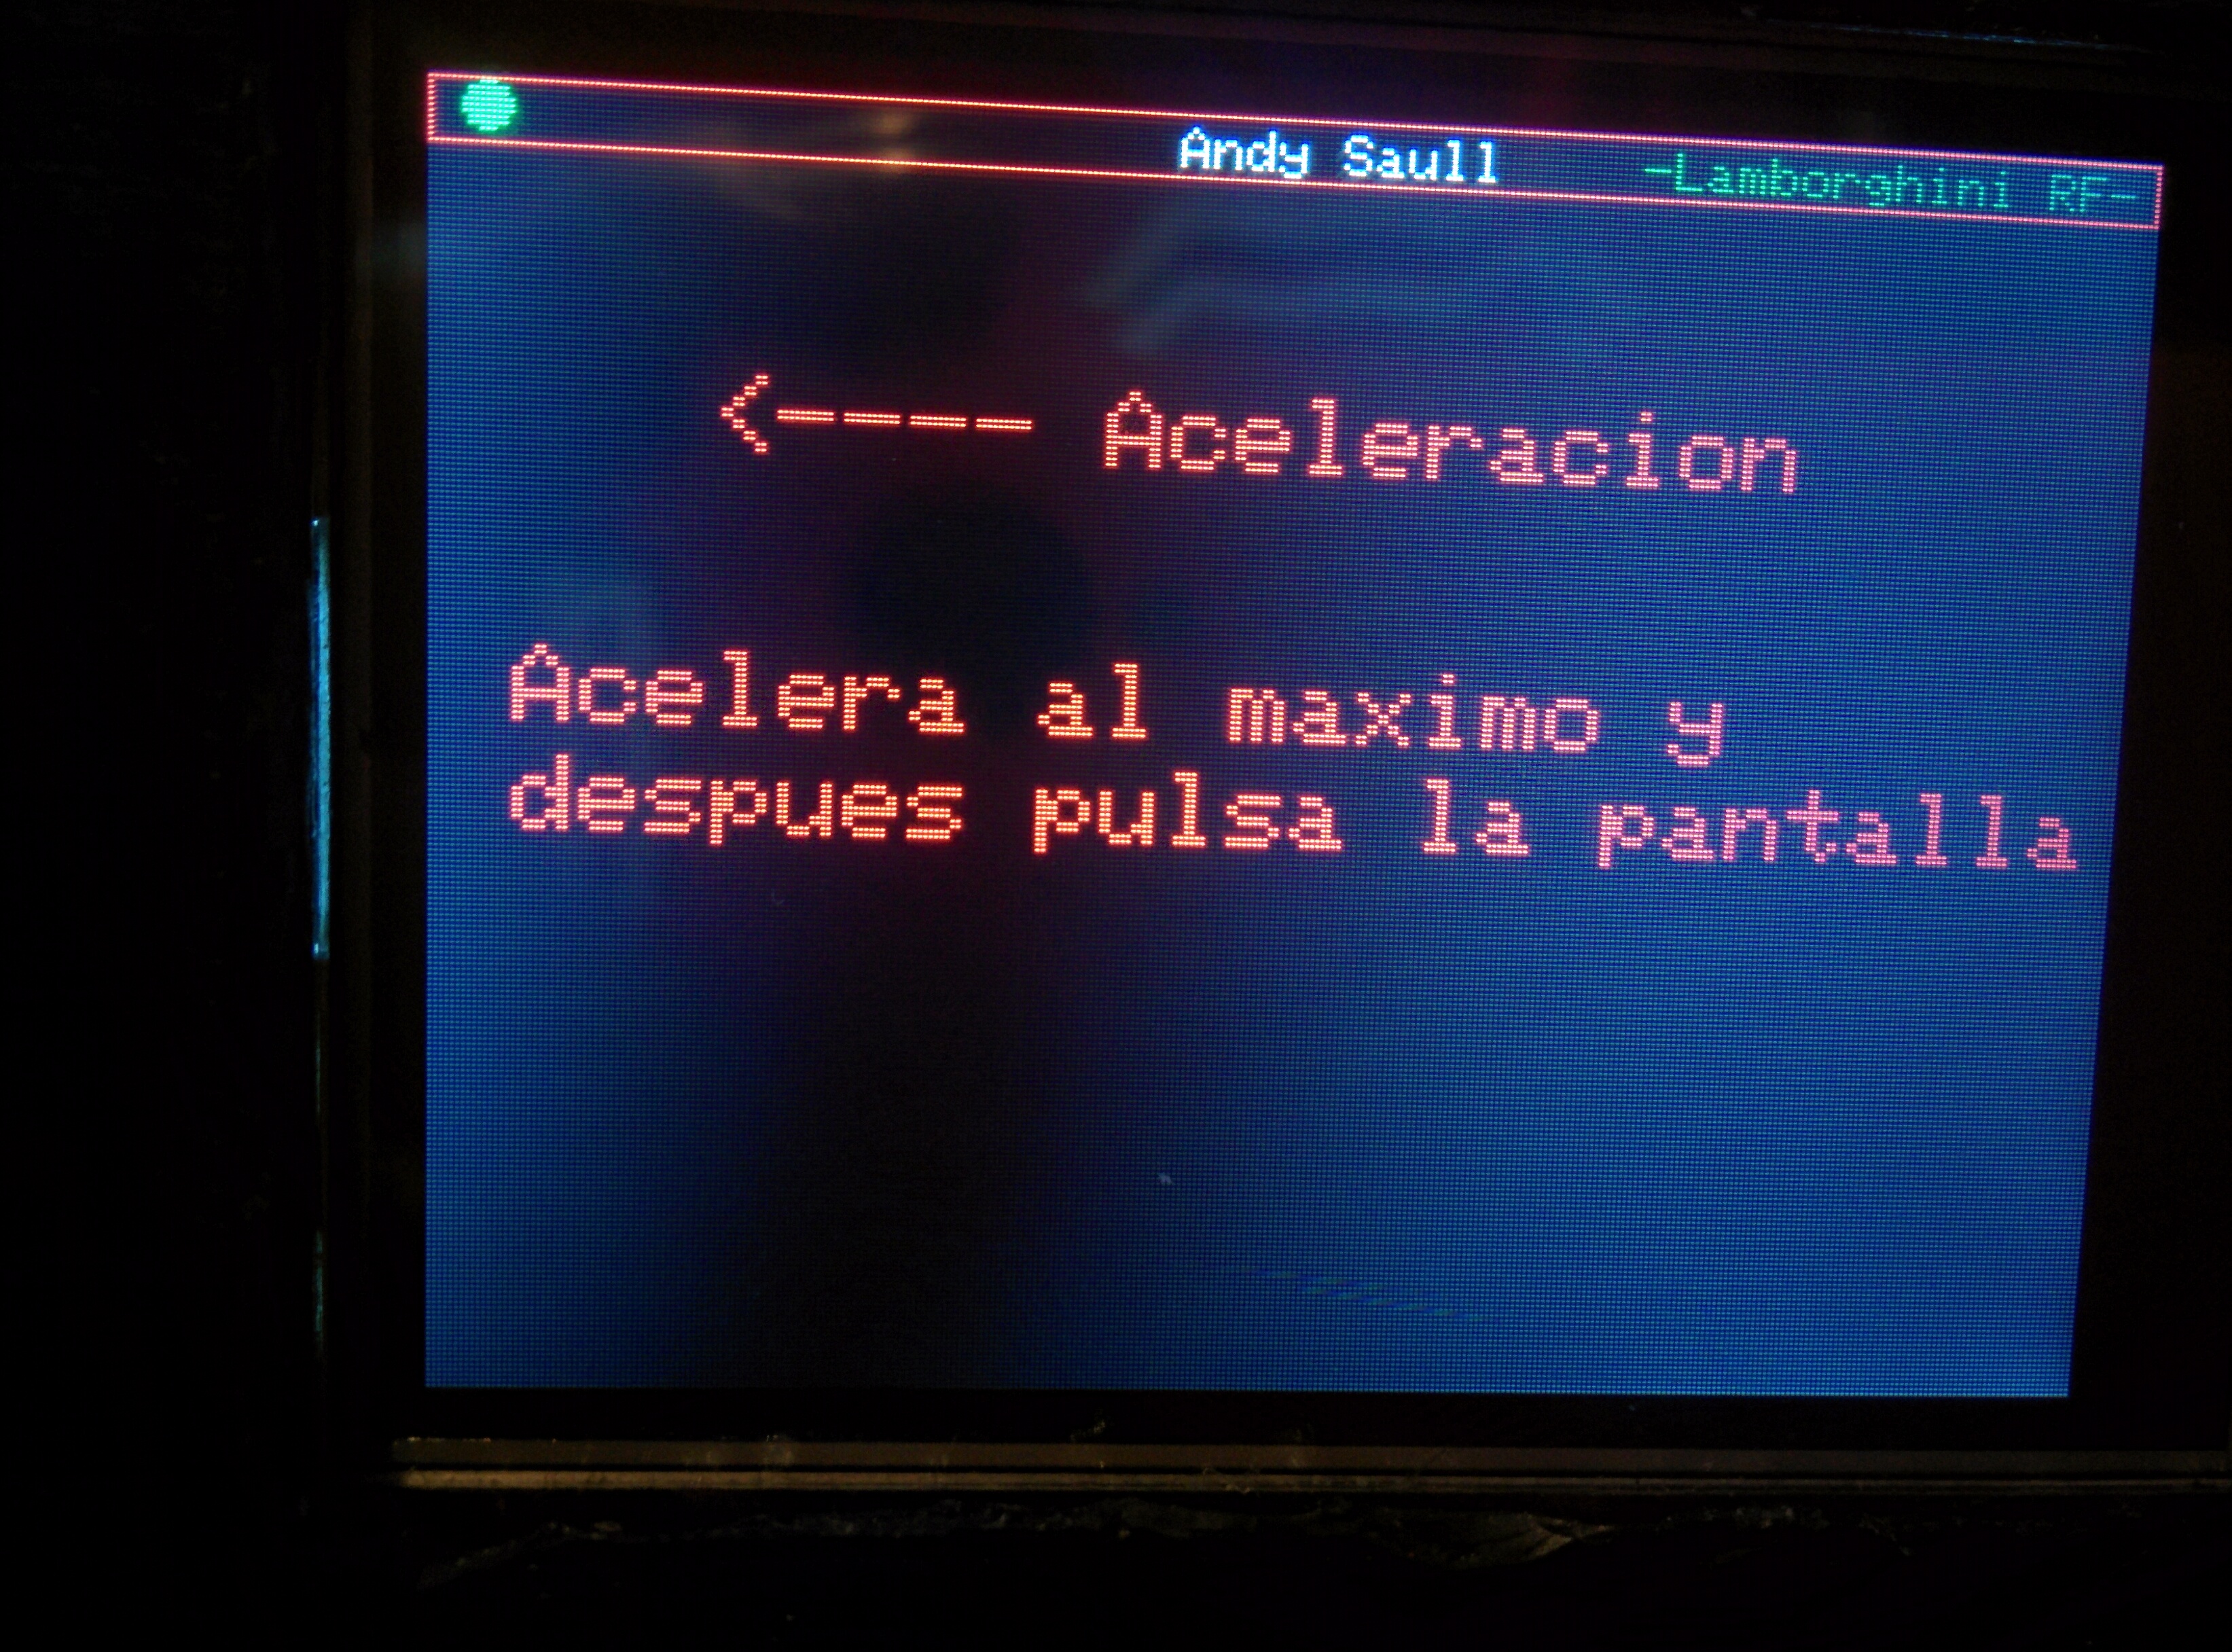 Andy Saull -Lamborghini RF-
<---- Aceleracion
Acelera al maximo y
despues pulsa la pantalla